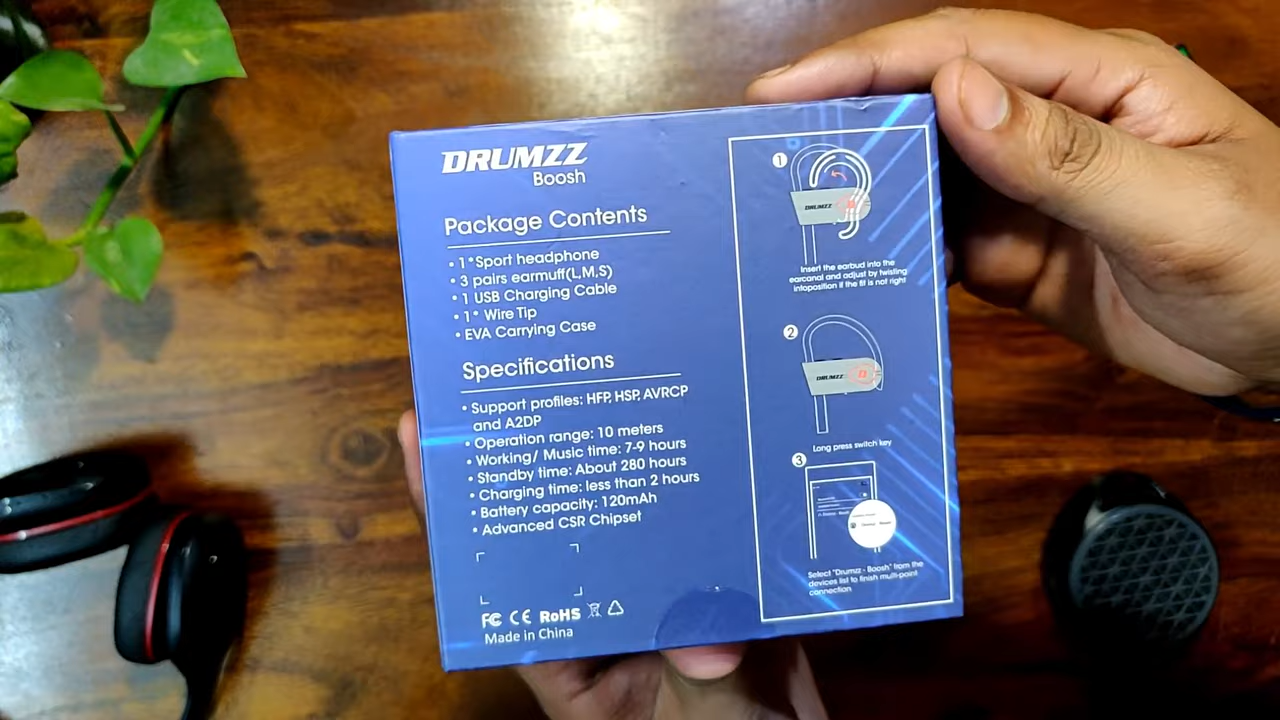 DRUMZZ
Boosh
Package Contents
• 1*Sport headphone
• 3 pairs earmuff(L,M,S)
• 1 USB Charging Cable
• 1* Wire Tip
• EVA Carrying Case
Specifications
• Support profiles: HFP, HSP, AVRCP
and A2DP
• Operation range: 10 meters
• Working/ Music time: 7-9 hours
• Standby time: About 280 hours
• Charging time: less than 2 hours
• Battery capacity: 120mAh
• Advanced CSR Chipset
FC CE RoHS
Made in China
1
DRUMZZ
Insert the earbud into the
earcanal and adjust by twisting
intoposition if the fit is not right
2
DRUMZZ
Long press switch key
3
Select "Drumzz - Boosh" from the
devices list to finish multi-point
connection